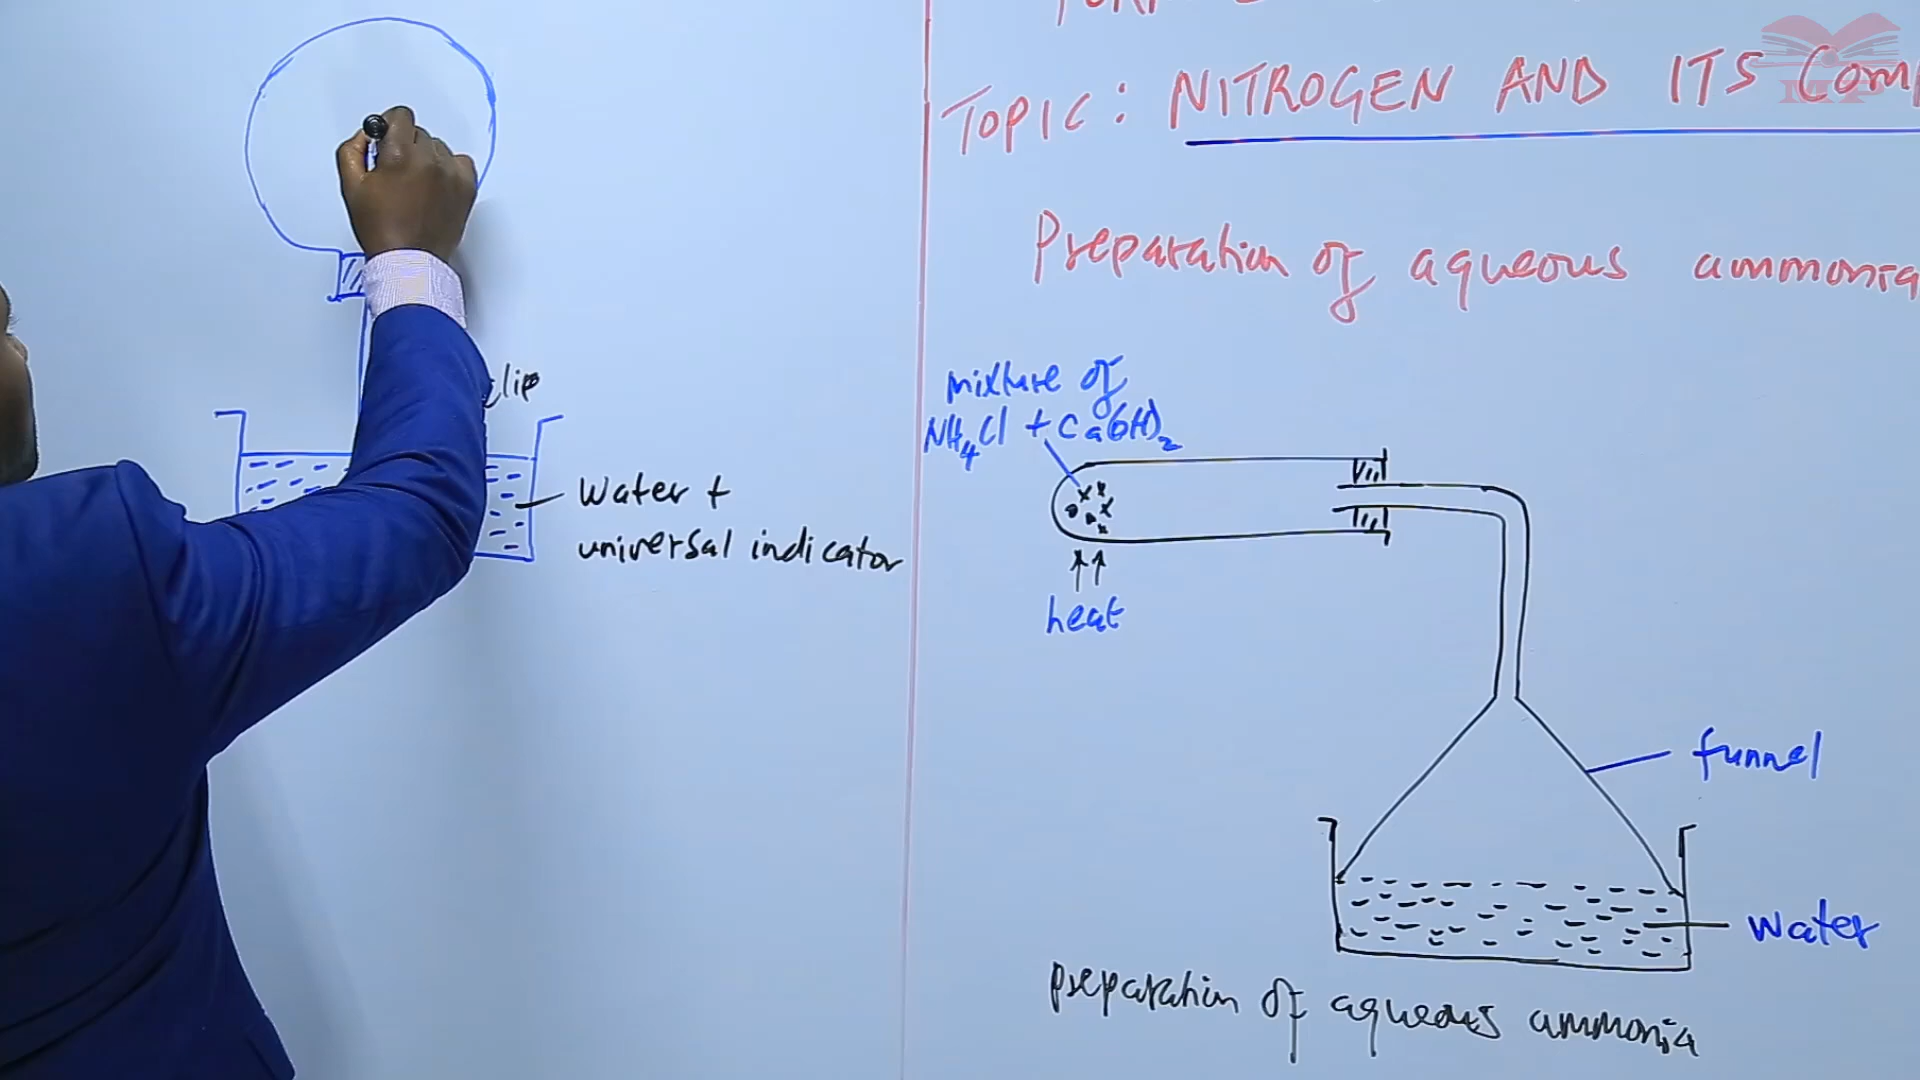 TOPIC: NITROGEN AND ITS
Preparation of aqueous ammonia
mixture of
NH₄Cl + Ca(OH)₂
heat
funnel
water
preparation of aqueous ammonia
clip
Water +
universal indicator
MP